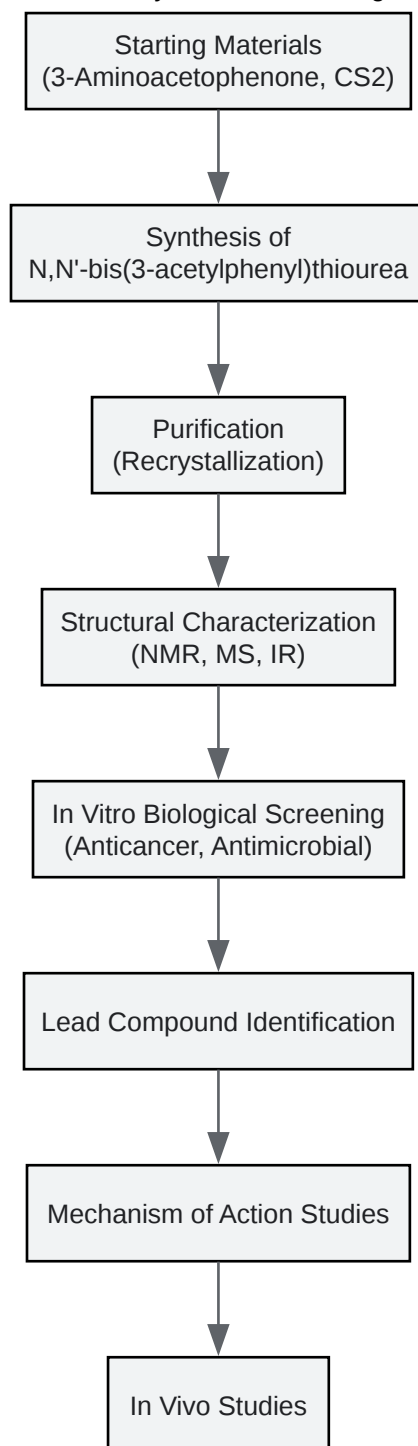 Starting Materials
(3-Aminoacetophenone, CS2)
Synthesis of
N,N'-bis(3-acetylphenyl)thiourea
Purification
(Recrystallization)
Structural Characterization
(NMR, MS, IR)
In Vitro Biological Screening
(Anticancer, Antimicrobial)
Lead Compound Identification
Mechanism of Action Studies
In Vivo Studies